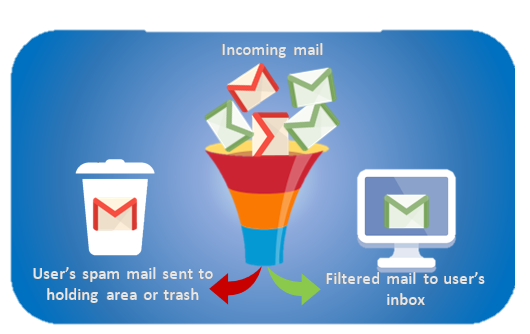 Incoming mail
User's spam mail sent to
holding area or trash
Filtered mail to user's
inbox